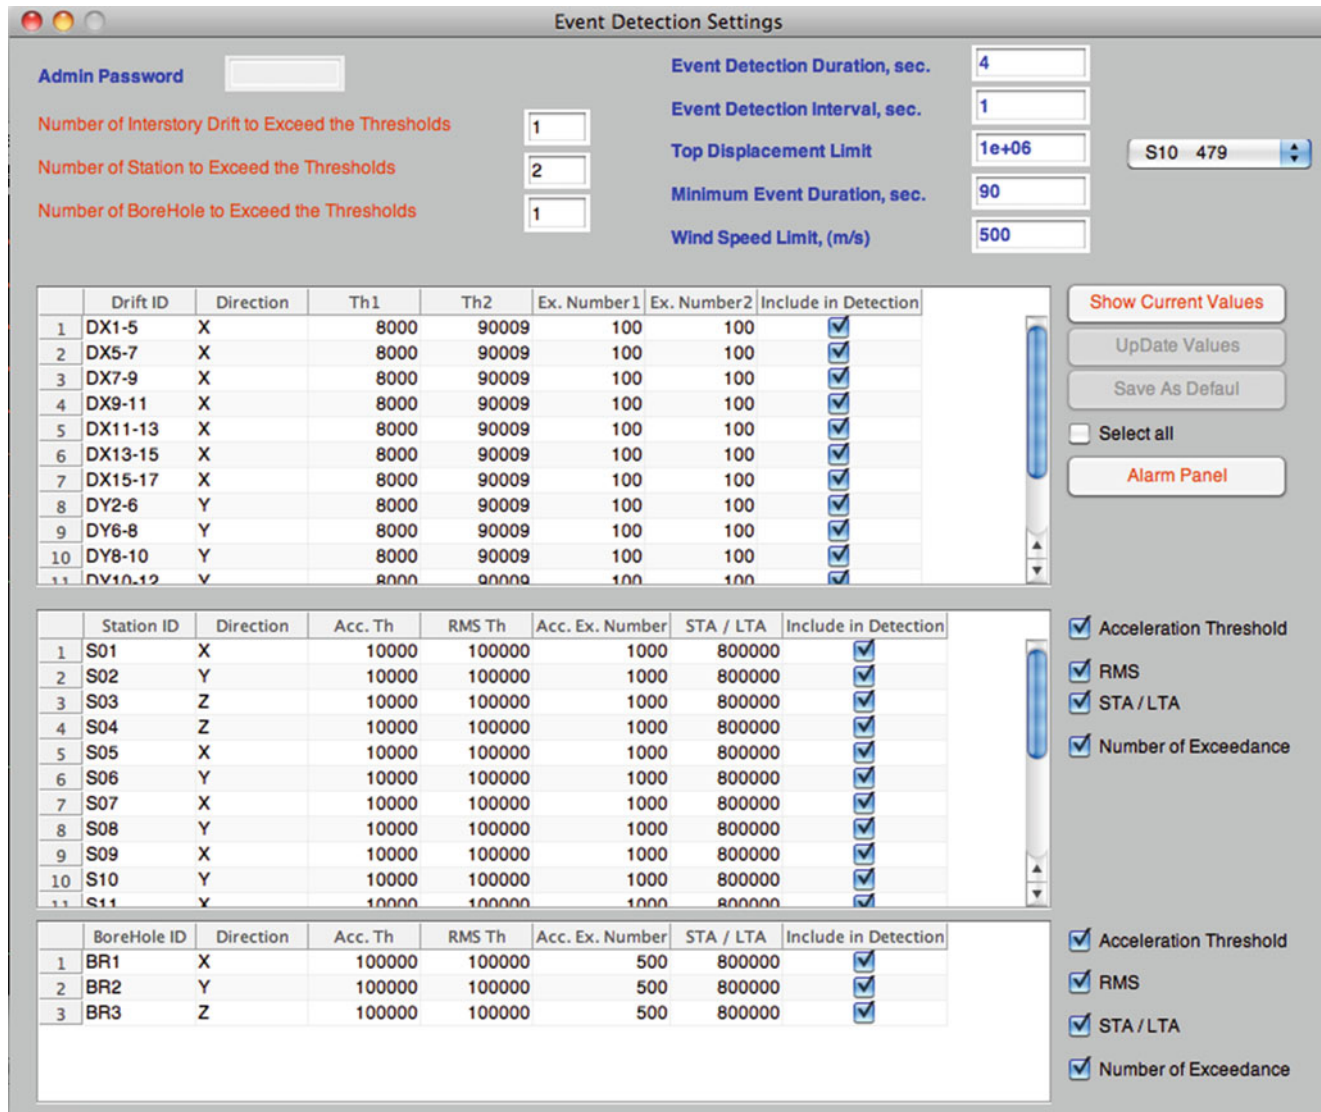 Event Detection Settings
Admin Password
Number of Interstory Drift to Exceed the Thresholds 1
Number of Station to Exceed the Thresholds 2
Number of BoreHole to Exceed the Thresholds 1
Event Detection Duration, sec. 4
Event Detection Interval, sec. 1
Top Displacement Limit 1e+06
Minimum Event Duration, sec. 90
Wind Speed Limit, (m/s) 500
S10 479
Drift ID Direction Th1 Th2 Ex. Number1 Ex. Number2 Include in Detection
1 DX1-5 X 8000 90009 100 100
2 DX5-7 X 8000 90009 100 100
3 DX7-9 X 8000 90009 100 100
4 DX9-11 X 8000 90009 100 100
5 DX11-13 X 8000 90009 100 100
6 DX13-15 X 8000 90009 100 100
7 DX15-17 X 8000 90009 100 100
8 DY2-6 Y 8000 90009 100 100
9 DY6-8 Y 8000 90009 100 100
10 DY8-10 Y 8000 90009 100 100
11 DY10-12 Y 8000 90009 100 100
Show Current Values
UpDate Values
Save As Defaul
Select all
Alarm Panel
Station ID Direction Acc. Th RMS Th Acc. Ex. Number STA / LTA Include in Detection
1 S01 X 10000 100000 1000 800000
2 S02 Y 10000 100000 1000 800000
3 S03 Z 10000 100000 1000 800000
4 S04 Z 10000 100000 1000 800000
5 S05 X 10000 100000 1000 800000
6 S06 Y 10000 100000 1000 800000
7 S07 X 10000 100000 1000 800000
8 S08 Y 10000 100000 1000 800000
9 S09 X 10000 100000 1000 800000
10 S10 Y 10000 100000 1000 800000
11 S11 X 10000 100000 1000 800000
Acceleration Threshold
RMS
STA / LTA
Number of Exceedance
BoreHole ID Direction Acc. Th RMS Th Acc. Ex. Number STA / LTA Include in Detection
1 BR1 X 100000 100000 500 800000
2 BR2 Y 100000 100000 500 800000
3 BR3 Z 100000 100000 500 800000
Acceleration Threshold
RMS
STA / LTA
Number of Exceedance